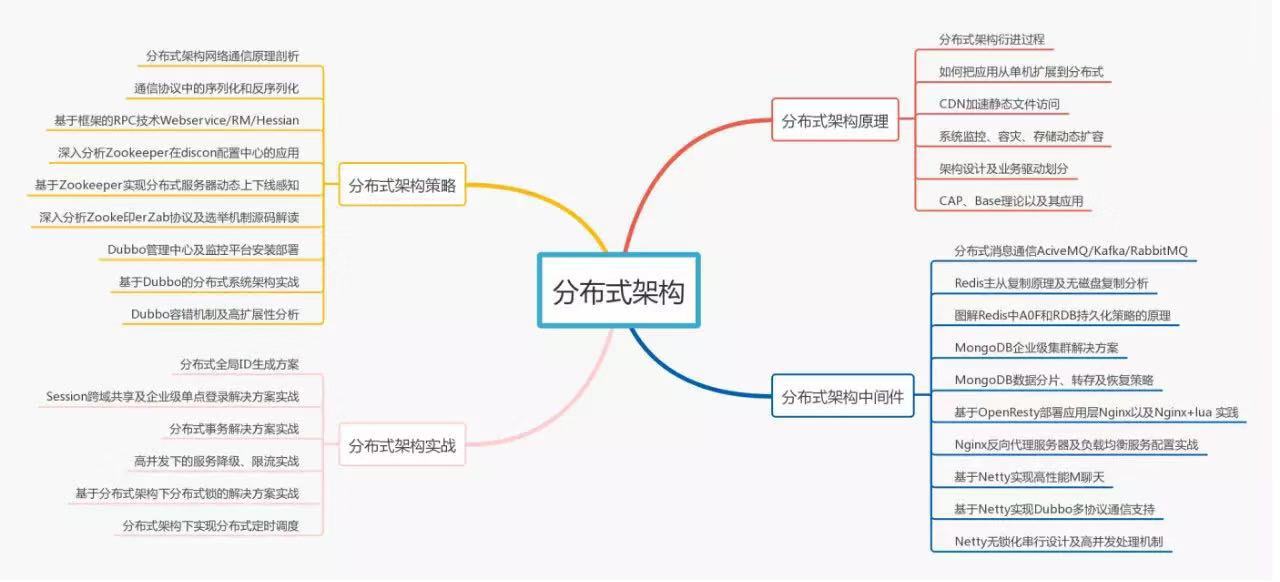 分布式架构
分布式架构原理
分布式架构衍进过程
如何把应用从单机扩展到分布式
CDN加速静态文件访问
系统监控、容灾、存储动态扩容
架构设计及业务驱动划分
CAP、Base理论以及其应用
分布式架构策略
分布式架构网络通信原理剖析
通信协议中的序列化和反序列化
基于框架的RPC技术Webservice/RM/Hessian
深入分析Zookeeper在discon配置中心的应用
基于Zookeeper实现分布式服务器动态上下线感知
深入分析Zooke印erZab协议及选举机制源码解读
Dubbo管理中心及监控平台安装部署
基于Dubbo的分布式系统架构实战
Dubbo容错机制及高扩展性分析
分布式架构中间件
分布式消息通信AciveMQ/Kafka/RabbitMQ
Redis主从复制原理及无磁盘复制分析
图解Redis中A0F和RDB持久化策略的原理
MongoDB企业级集群解决方案
MongoDB数据分片、转存及恢复策略
基于OpenResty部署应用层Nginx以及Nginx+lua 实践
Nginx反向代理服务器及负载均衡服务配置实战
基于Netty实现高性能M聊天
基于Netty实现Dubbo多协议通信支持
Netty无锁化串行设计及高并发处理机制
分布式架构实战
分布式全局ID生成方案
Session跨域共享及企业级单点登录解决方案实战
分布式事务解决方案实战
高并发下的服务降级、限流实战
基于分布式架构下分布式锁的解决方案实战
分布式架构下实现分布式定时调度